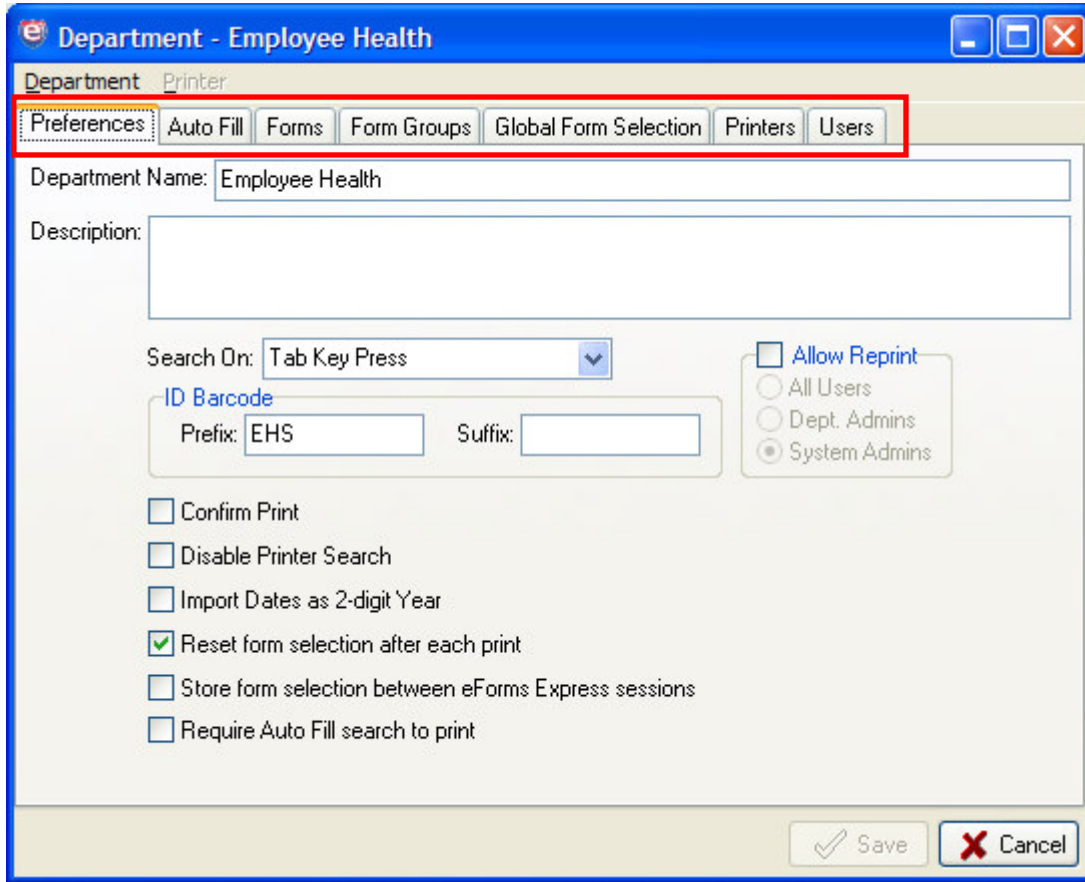 Department - Employee Health
Department Printer
Preferences Auto Fill Forms Form Groups Global Form Selection Printers Users
Department Name: Employee Health
Description:
Search On: Tab Key Press
Allow Reprint
All Users
Dept. Admins
System Admins
ID Barcode
Prefix: EHS Suffix:
Confirm Print
Disable Printer Search
Import Dates as 2-digit Year
Reset form selection after each print
Store form selection between eForms Express sessions
Require Auto Fill search to print
Save Cancel